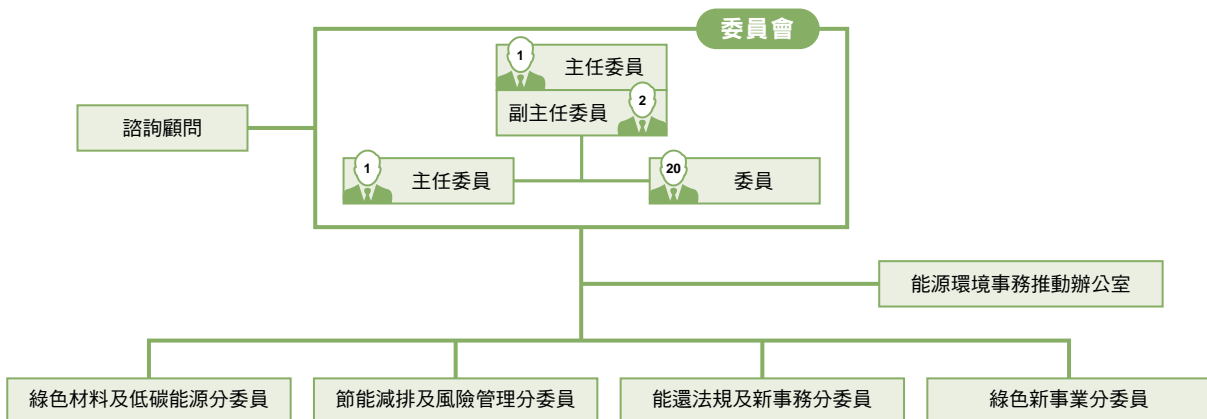 委員會
1
主任委員
副主任委員
2
諮詢顧問
1
主任委員
20
委員
能源環境事務推動辦公室
綠色材料及低碳能源分委員
節能減排及風險管理分委員
能還法規及新事務分委員
綠色新事業分委員